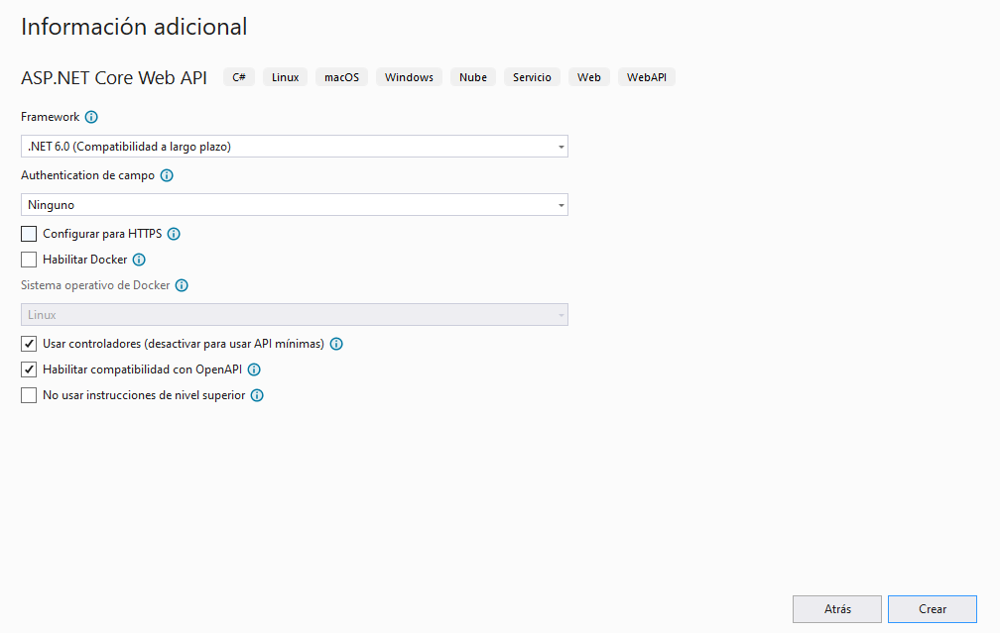 Información adicional
ASP.NET Core Web API C# Linux macOS Windows Nube Servicio Web WebAPI
Framework
.NET 6.0 (Compatibilidad a largo plazo)
Authentication de campo
Ninguno
Configurar para HTTPS
Habilitar Docker
Sistema operativo de Docker
Linux
Usar controladores (desactivar para usar API mínimas)
Habilitar compatibilidad con OpenAPI
No usar instrucciones de nivel superior
Atrás Crear